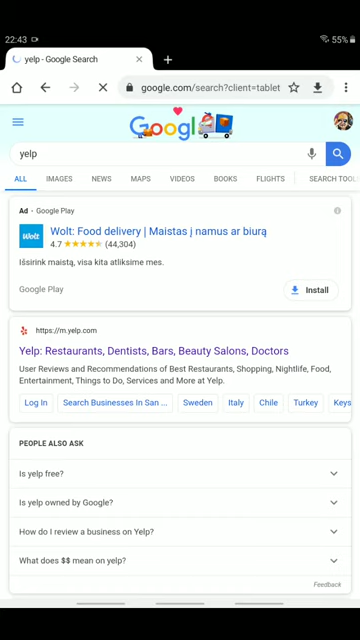 22:43
55%
yelp - Google Search
google.com/search?client=tablet
Googl
yelp
ALL IMAGES NEWS MAPS VIDEOS BOOKS FLIGHTS SEARCH TOOL
Ad • Google Play
Wolt
Wolt: Food delivery | Maistas į namus ar biurą
4.7 (44,304)
Išsirink maistą, visa kita atliksime mes.
Google Play Install
https://m.yelp.com
Yelp: Restaurants, Dentists, Bars, Beauty Salons, Doctors
User Reviews and Recommendations of Best Restaurants, Shopping, Nightlife, Food,
Entertainment, Things to Do, Services and More at Yelp.
Log In Search Businesses In San ... Sweden Italy Chile Turkey Keys
PEOPLE ALSO ASK
Is yelp free?
Is yelp owned by Google?
How do I review a business on Yelp?
What does $$ mean on yelp?
Feedback